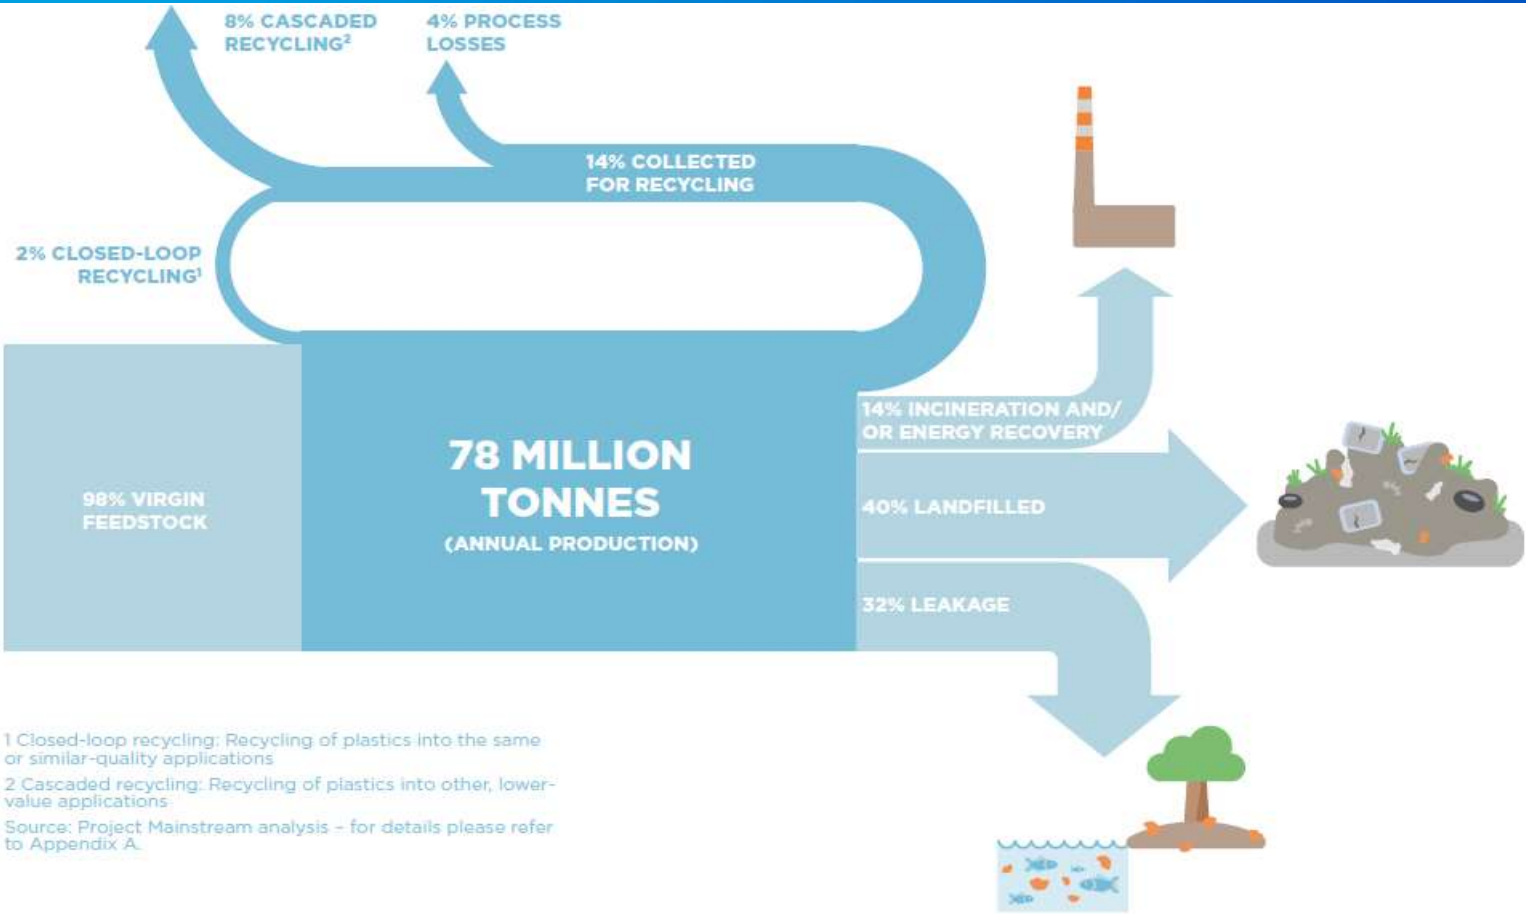 8% CASCADED
RECYCLING²
4% PROCESS
LOSSES
14% COLLECTED
FOR RECYCLING
2% CLOSED-LOOP
RECYCLING¹
98% VIRGIN
FEEDSTOCK
78 MILLION
TONNES
(ANNUAL PRODUCTION)
14% INCINERATION AND/
OR ENERGY RECOVERY
40% LANDFILLED
32% LEAKAGE
1 Closed-loop recycling: Recycling of plastics into the same
or similar-quality applications
2 Cascaded recycling: Recycling of plastics into other, lower-
value applications
Source: Project Mainstream analysis – for details please refer
to Appendix A.